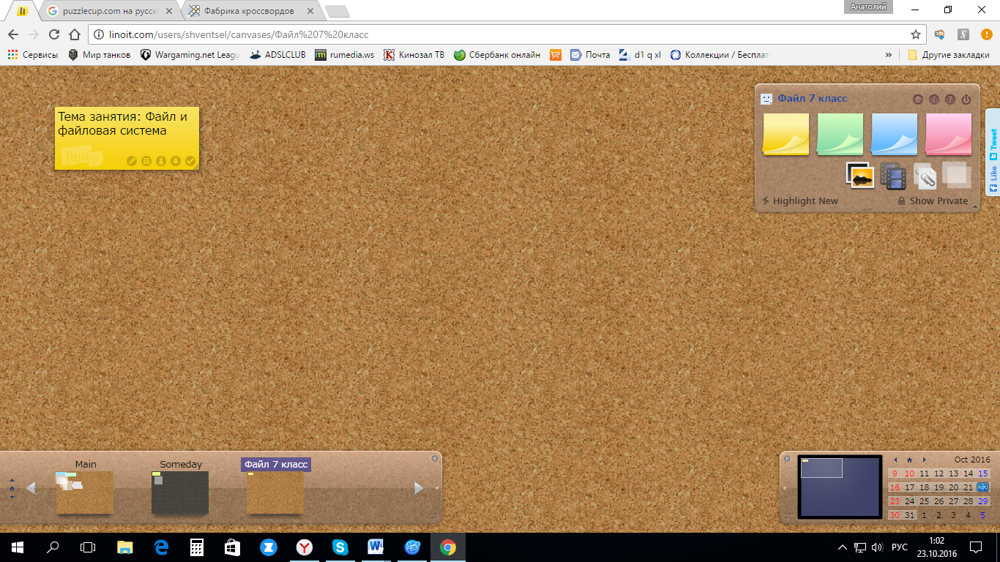 li
puzzlecup.com на русск
Фабрика кроссвордов
Анатолий
linoit.com/users/shventsel/canvases/Файл%207%20класс
Сервисы
Мир танков
Wargaming.net Leagu
ADSLCLUB
rumedia.ws
Кинозал ТВ
Сбербанк онлайн
Почта
d1 q xl
Коллекции / Бесплат
»
Другие закладки
Тема занятия: Файл и
файловая система
Файл 7 класс
Highlight New
Show Private
Tweet
Like
Main
Someday
Файл 7 класс
Oct 2016
9 10 11 12 13 14 15
16 17 18 19 20 21 22
23 24 25 26 27 28 29
30 31 1 2 3 4 5
РУС
1:02
23.10.2016